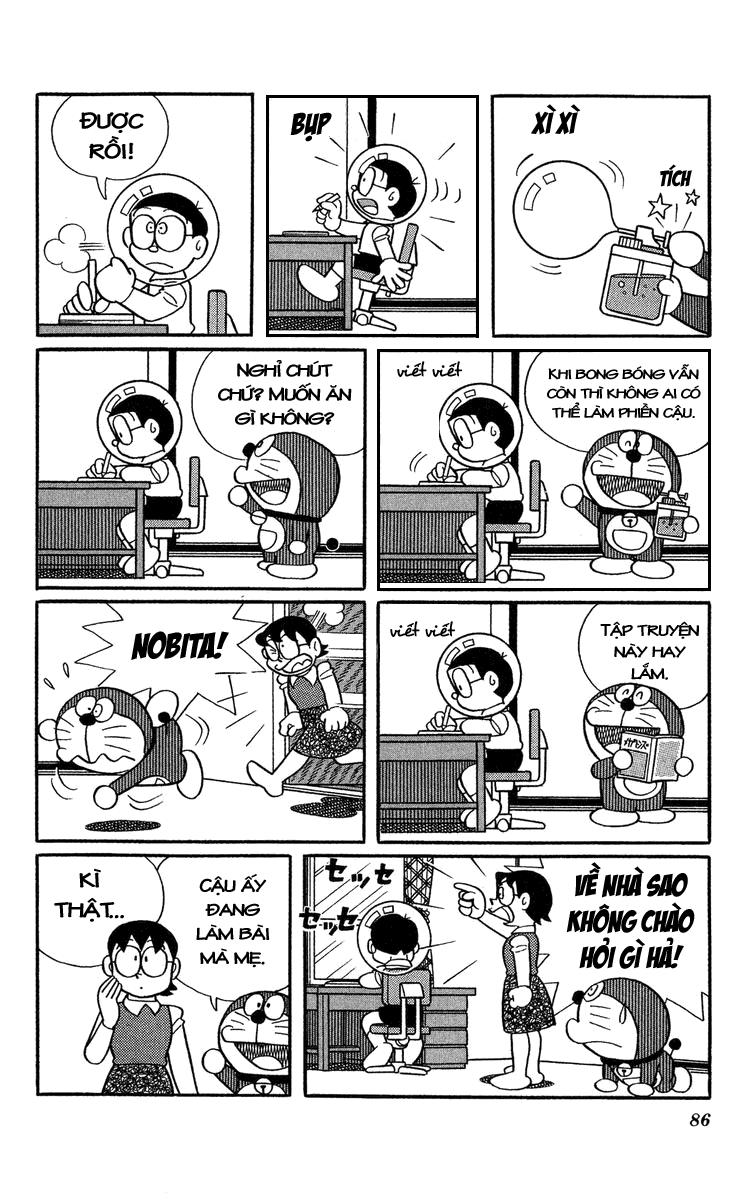 XÌ XÌ
TÍCH
BỤP
ĐƯỢC
RỒI!
KHI BONG BÓNG VẪN
CÒN THÌ KHÔNG AI CÓ
THỂ LÀM PHIỀN CẬU.
viết viết
NGHỈ CHÚT
CHỨ? MUỐN ĂN
GÌ KHÔNG?
TẬP TRUYỆN
NÀY HAY
LẮM.
viết viết
NOBITA!
VỀ NHÀ SAO
KHÔNG CHÀO
HỎI GÌ HẢ!
セッセ
セッセ
CẬU ẤY
ĐANG
LÀM BÀI
MÀ MẸ.
KÌ
THẬT...
86